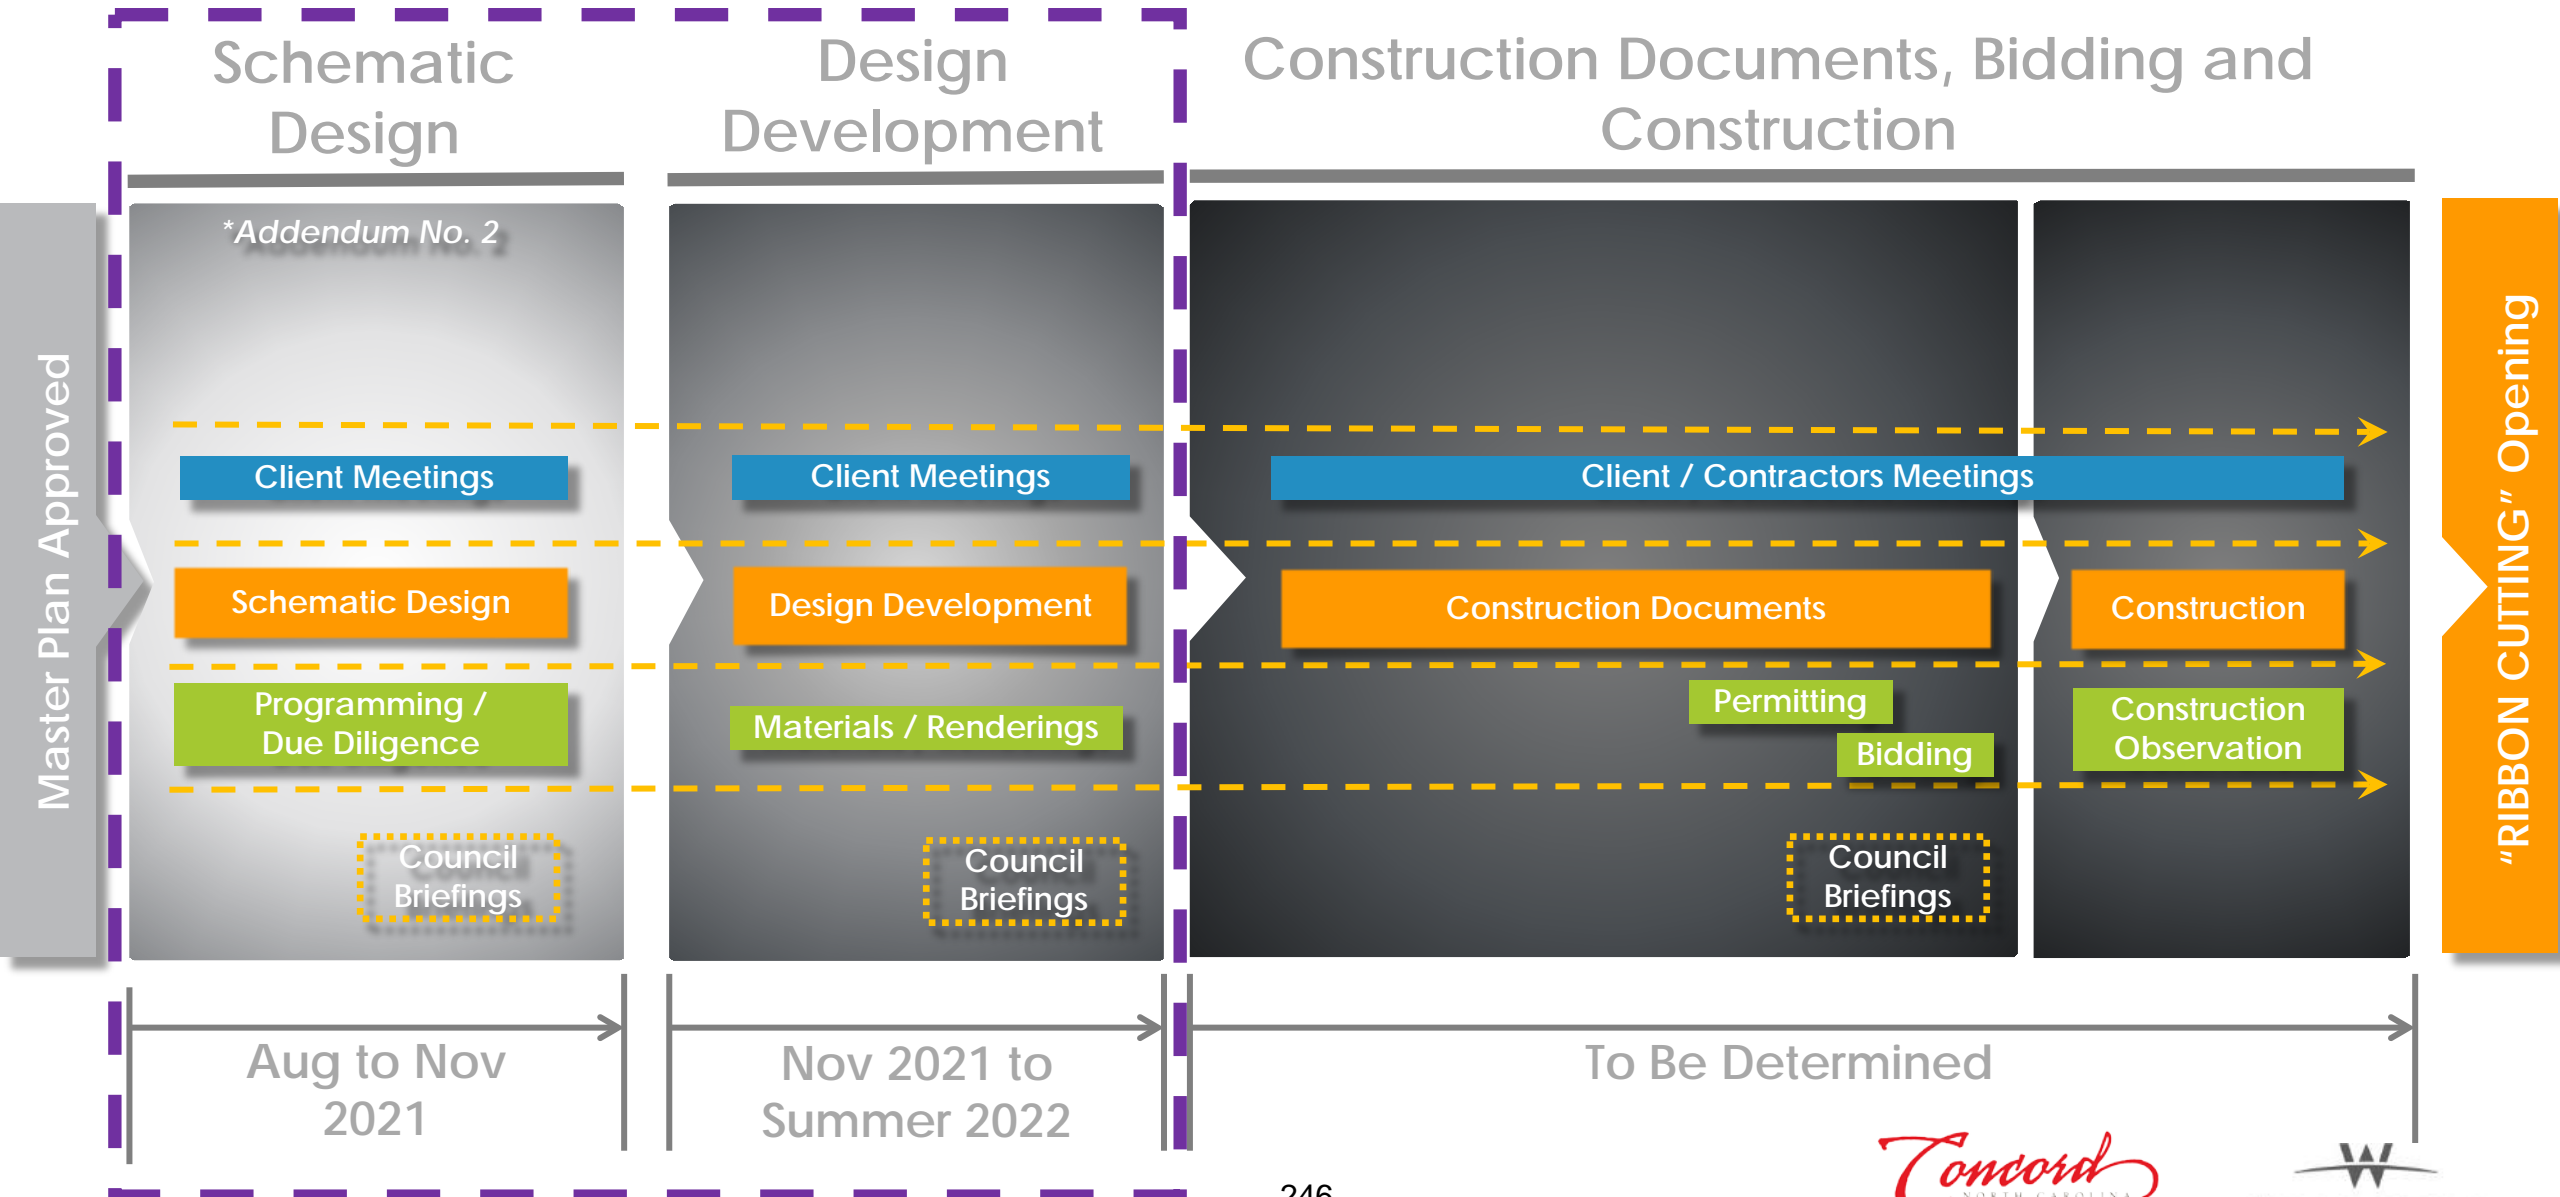 Schematic
Design
Design
Development
Construction Documents, Bidding and
Construction
Master Plan Approved
*Addendum No. 2
Client Meetings
Client Meetings
Client / Contractors Meetings
Schematic Design
Design Development
Construction Documents
Construction
Programming /
Due Diligence
Materials / Renderings
Permitting
Bidding
Construction
Observation
Council
Briefings
Council
Briefings
Council
Briefings
"RIBBON CUTTING" Opening
Aug to Nov
2021
Nov 2021 to
Summer 2022
To Be Determined
246
Concord
NORTH CAROLINA
W